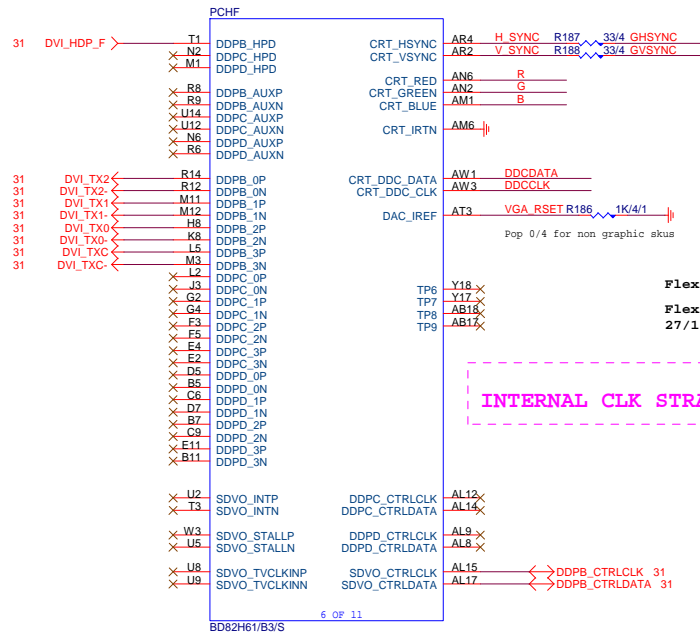 PCHF
31 DVI_HDP_F T1 DDPB_HPD CRT_HSYNC AR4 H_SYNC R187 33/4 GHSYNC
N2 DDPC_HPD CRT_VSYNC AR2 V_SYNC R188 33/4 GVSYNC
M1 DDPD_HPD
CRT_RED AN6 R
R8 DDPB_AUXP CRT_GREEN AN2 G
R9 DDPB_AUXN CRT_BLUE AM1 B
U14 DDPC_AUXP
U12 DDPC_AUXN CRT_IRTN AM6
N6 DDPD_AUXP
R6 DDPD_AUXN
31 DVI_TX2 R14 DDPB_0P CRT_DDC_DATA AW1 DDCDATA
31 DVI_TX2- R12 DDPB_0N CRT_DDC_CLK AW3 DDCCLK
31 DVI_TX1 M11 DDPB_1P
31 DVI_TX1- M12 DDPB_1N DAC_IREF AT3 VGA_RSET R186 1K/4/1
31 DVI_TX0 H8 DDPB_2P
31 DVI_TX0- K8 DDPB_2N Pop 0/4 for non graphic skus
31 DVI_TXC L5 DDPB_3P
31 DVI_TXC- M3 DDPB_3N
L2 DDPC_0P
J3 DDPC_0N TP6 Y18 Flex
G2 DDPC_1P TP7 Y17
G4 DDPC_1N TP8 AB18 Flex
F3 DDPC_2P TP9 AB17 27/1
F5 DDPC_2N
E4 DDPC_3P
E2 DDPC_3N
D5 DDPD_0P
B5 DDPD_0N
C6 DDPD_1P INTERNAL CLK STRA
D7 DDPD_1N
B7 DDPD_2P
C9 DDPD_2N
E11 DDPD_3P
B11 DDPD_3N
U2 SDVO_INTP DDPC_CTRLCLK AL12
T3 SDVO_INTN DDPC_CTRLDATA AL14
W3 SDVO_STALLP DDPD_CTRLCLK AL9
U5 SDVO_STALLN DDPD_CTRLDATA AL8
U8 SDVO_TVCLKINP SDVO_CTRLCLK AL15 DDPB_CTRLCLK 31
U9 SDVO_TVCLKINN SDVO_CTRLDATA AL17 DDPB_CTRLDATA 31
6 OF 11
BD82H61/B3/S